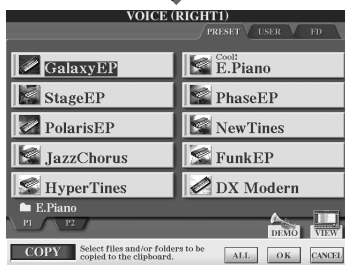 VOICE (RIGHT1)
PRESET USER FD
GalaxyEP
Cool!
E.Piano
StageEP
PhaseEP
PolarisEP
NewTines
JazzChorus
FunkEP
HyperTines
DX Modern
E.Piano
P1 P2
DEMO VIEW
COPY
Select files and/or folders to be
copied to the clipboard.
ALL OK CANCEL